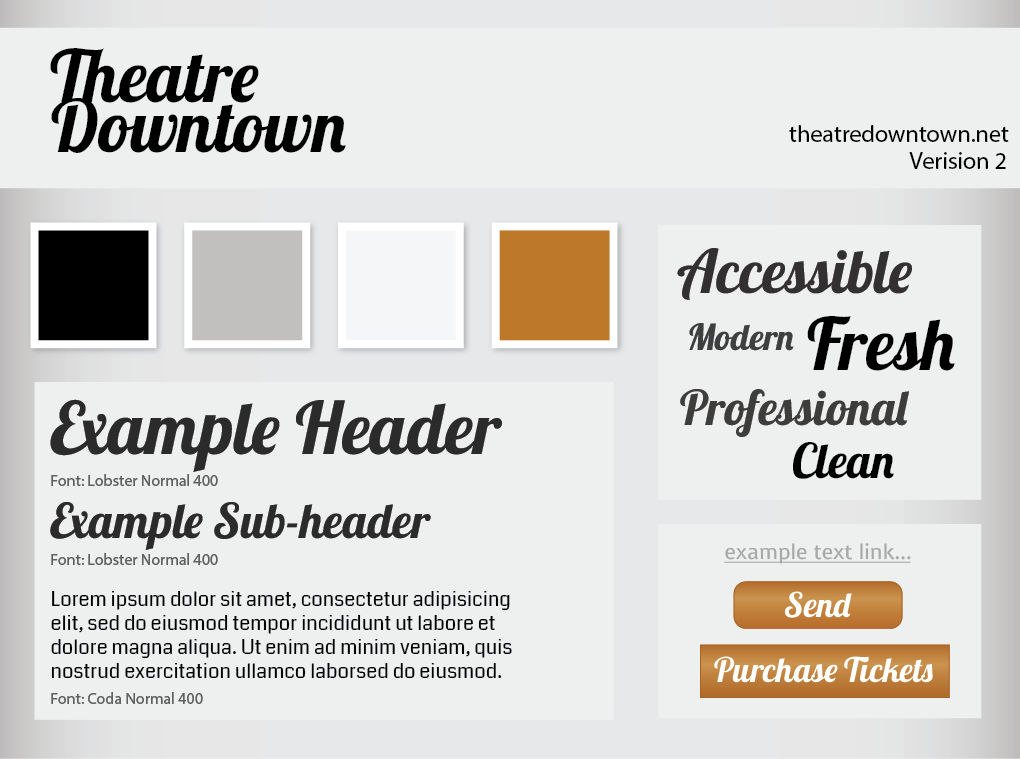 Theatre
Downtown
theatredowntown.net
Verision 2
Accessible
Modern Fresh
Professional
Clean
Example Header
Font: Lobster Normal 400
Example Sub-header
Font: Lobster Normal 400
Lorem ipsum dolor sit amet, consectetur adipisicing
elit, sed do eiusmod tempor incididunt ut labore et
dolore magna aliqua. Ut enim ad minim veniam, quis
nostrud exercitation ullamco laborsed do eiusmod.
Font: Coda Normal 400
example text link...
Send
Purchase Tickets